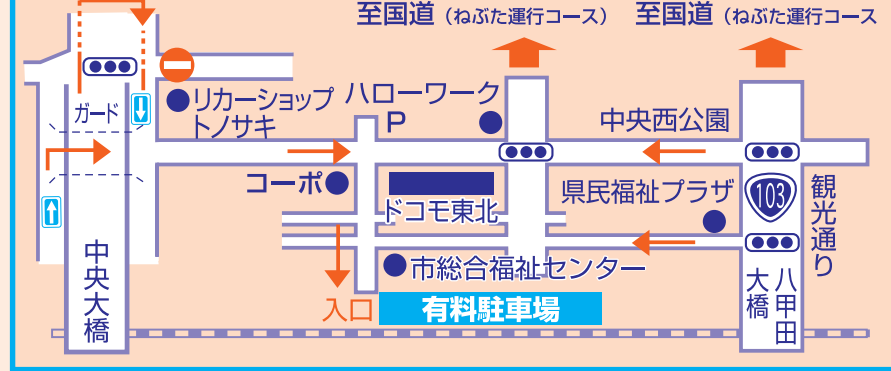 至国道（ねぶた運行コース）
至国道（ねぶた運行コース
ガード
リカーショップ
トノサキ
ハローワーク
P
中央西公園
コーポ
ドコモ東北
県民福祉プラザ
103
観光通り
市総合福祉センター
中央大橋
入口
有料駐車場
八甲田
大橋